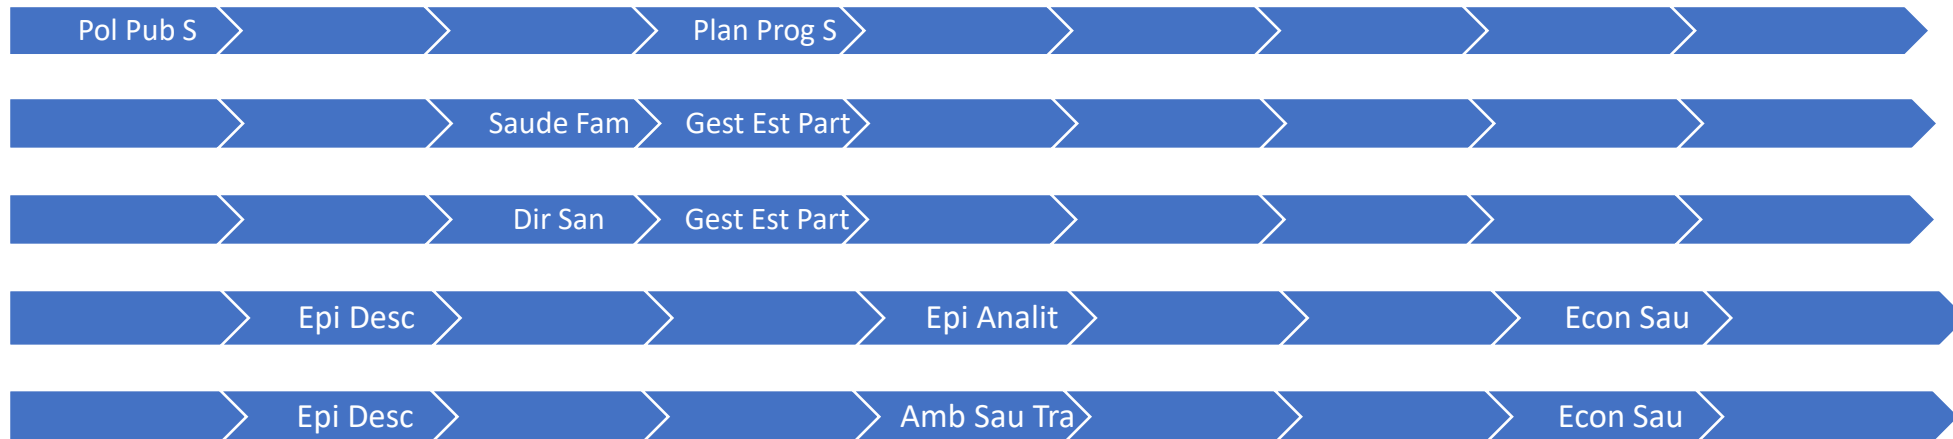 Pol Pub S Plan Prog S
Saude Fam Gest Est Part
Dir San Gest Est Part
Epi Desc Epi Analit Econ Sau
Epi Desc Amb Sau Tra Econ Sau